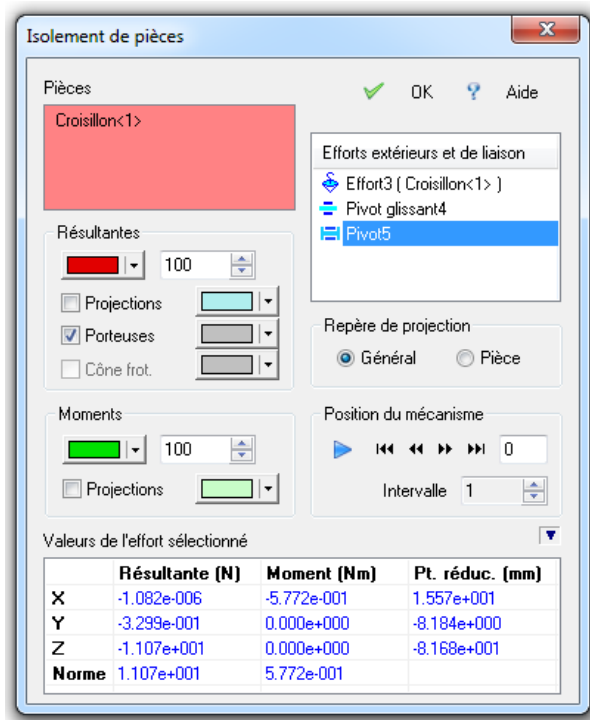 Isolement de pièces
Pièces
OK
Aide
Croisillon<1>
Efforts extérieurs et de liaison
Effort3 ( Croisillon<1> )
Pivot glissant4
Pivot5
Résultantes
100
Projections
Porteuses
Cône frot.
Repère de projection
Général
Pièce
Moments
100
Projections
Position du mécanisme
0
Intervalle 1
Valeurs de l'effort sélectionné
Résultante (N) Moment (Nm) Pt. réduc. (mm)
X -1.082e-006 -5.772e-001 1.557e+001
Y -3.299e-001 0.000e+000 -8.184e+000
Z -1.107e+001 0.000e+000 -8.168e+001
Norme 1.107e+001 5.772e-001